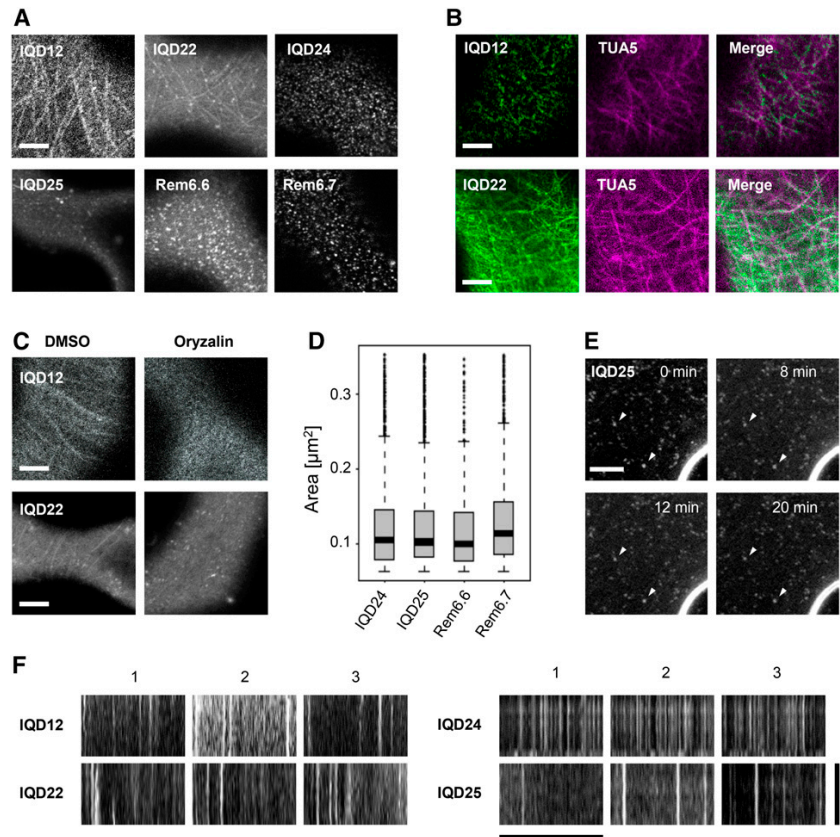 A
IQD12 IQD22 IQD24
IQD25 Rem6.6 Rem6.7
B
IQD12 TUA5 Merge
IQD22 TUA5 Merge
C
DMSO Oryzalin
IQD12
IQD22
D
Area [µm²]
0.3
0.2
0.1
IQD24 IQD25 Rem6.6 Rem6.7
E
IQD25 0 min 8 min
12 min 20 min
F
1 2 3 1 2 3
IQD12 IQD24
IQD22 IQD25